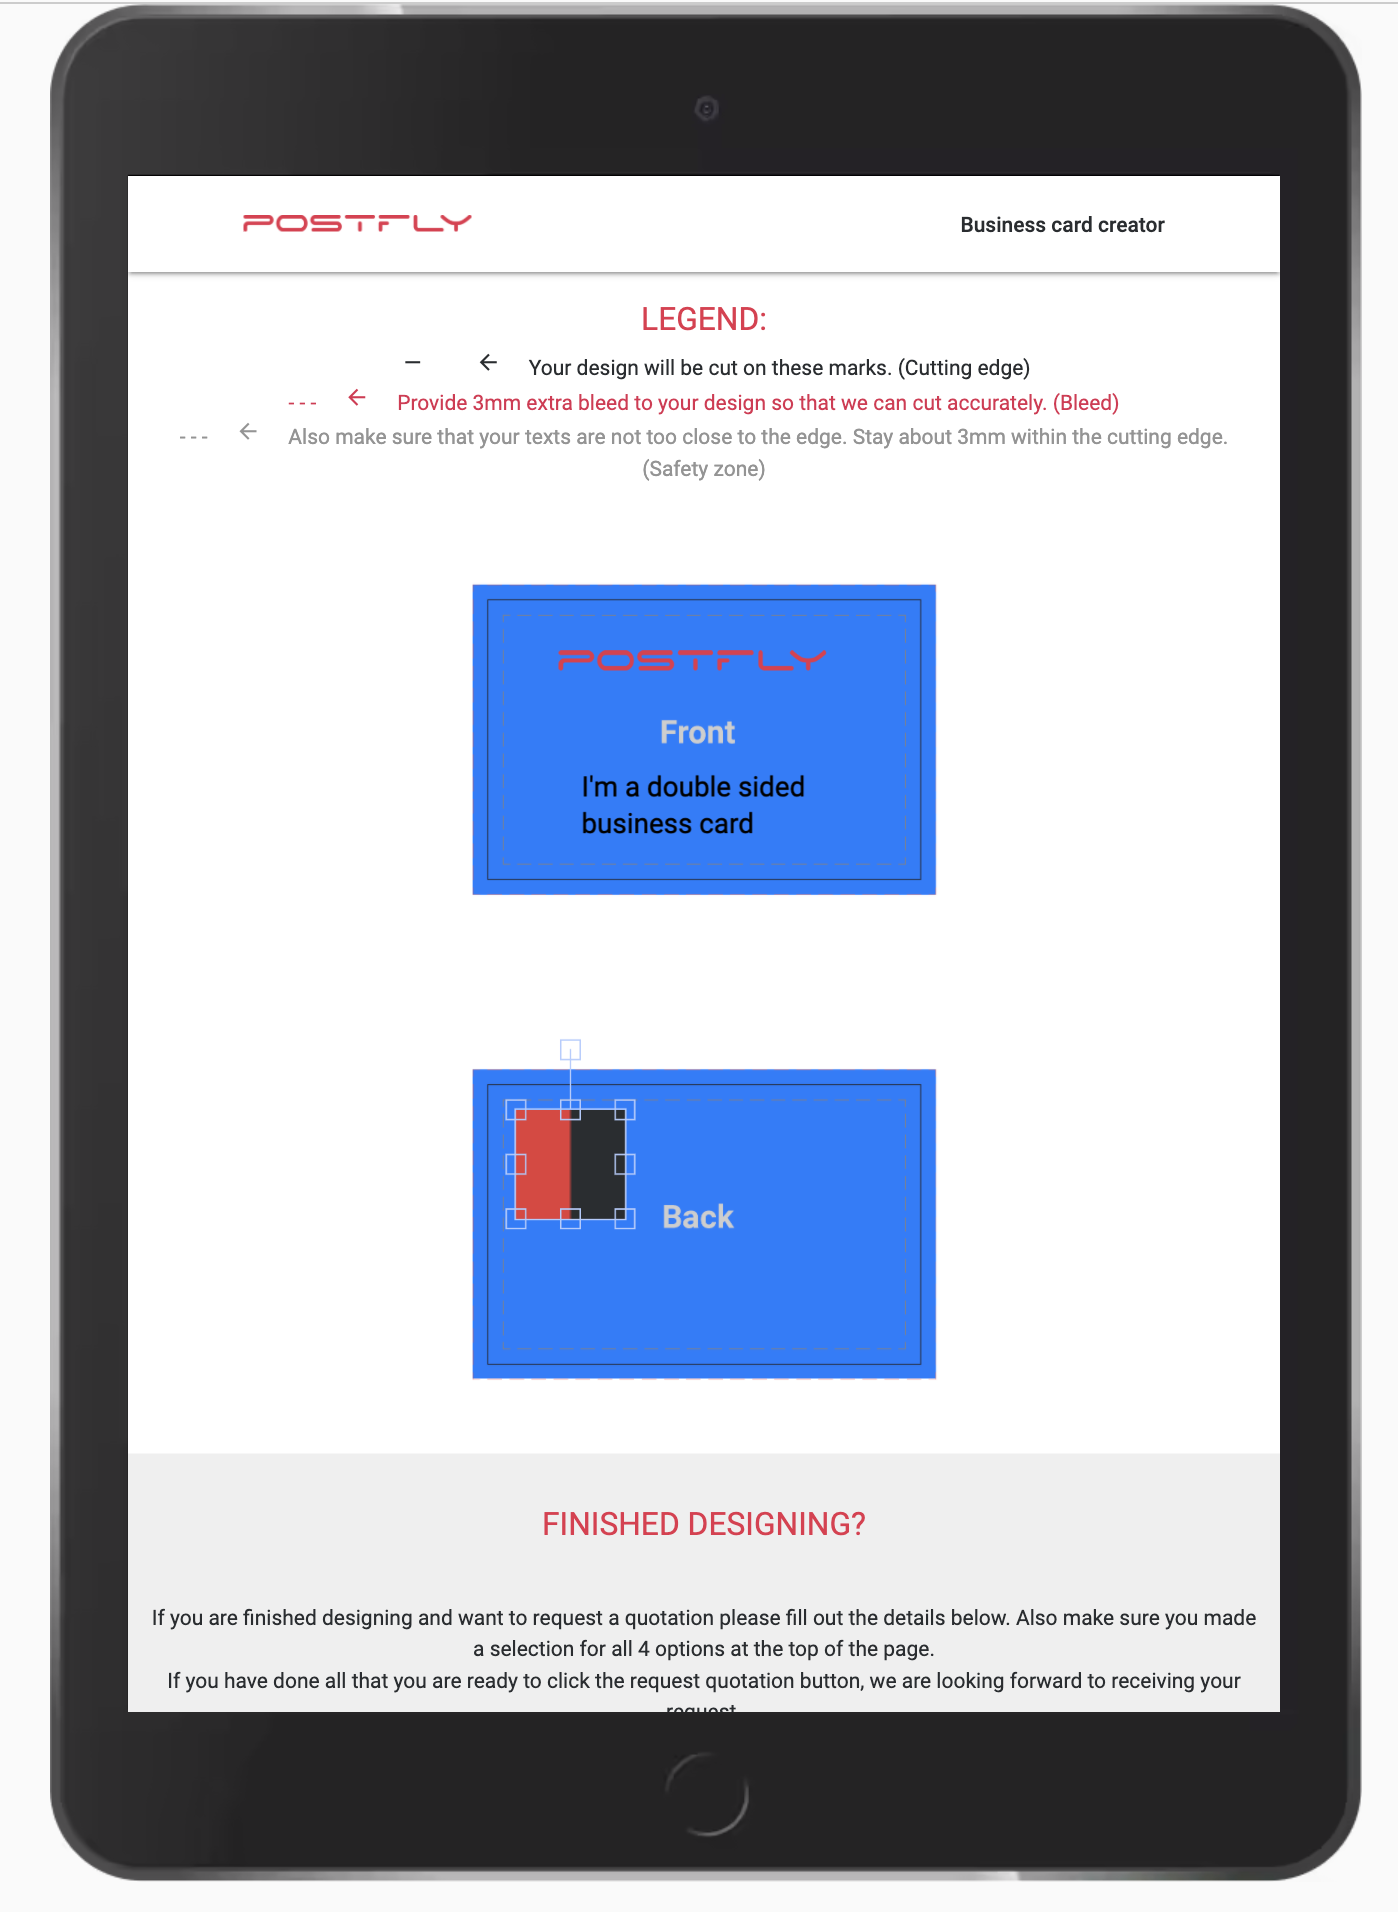 POSTFLY
Business card creator
LEGEND:
– ← Your design will be cut on these marks. (Cutting edge)
--- ← Provide 3mm extra bleed to your design so that we can cut accurately. (Bleed)
--- ← Also make sure that your texts are not too close to the edge. Stay about 3mm within the cutting edge.
(Safety zone)
POSTFLY
Front
I'm a double sided
business card
Back
FINISHED DESIGNING?
If you are finished designing and want to request a quotation please fill out the details below. Also make sure you made
a selection for all 4 options at the top of the page.
If you have done all that you are ready to click the request quotation button, we are looking forward to receiving your
request